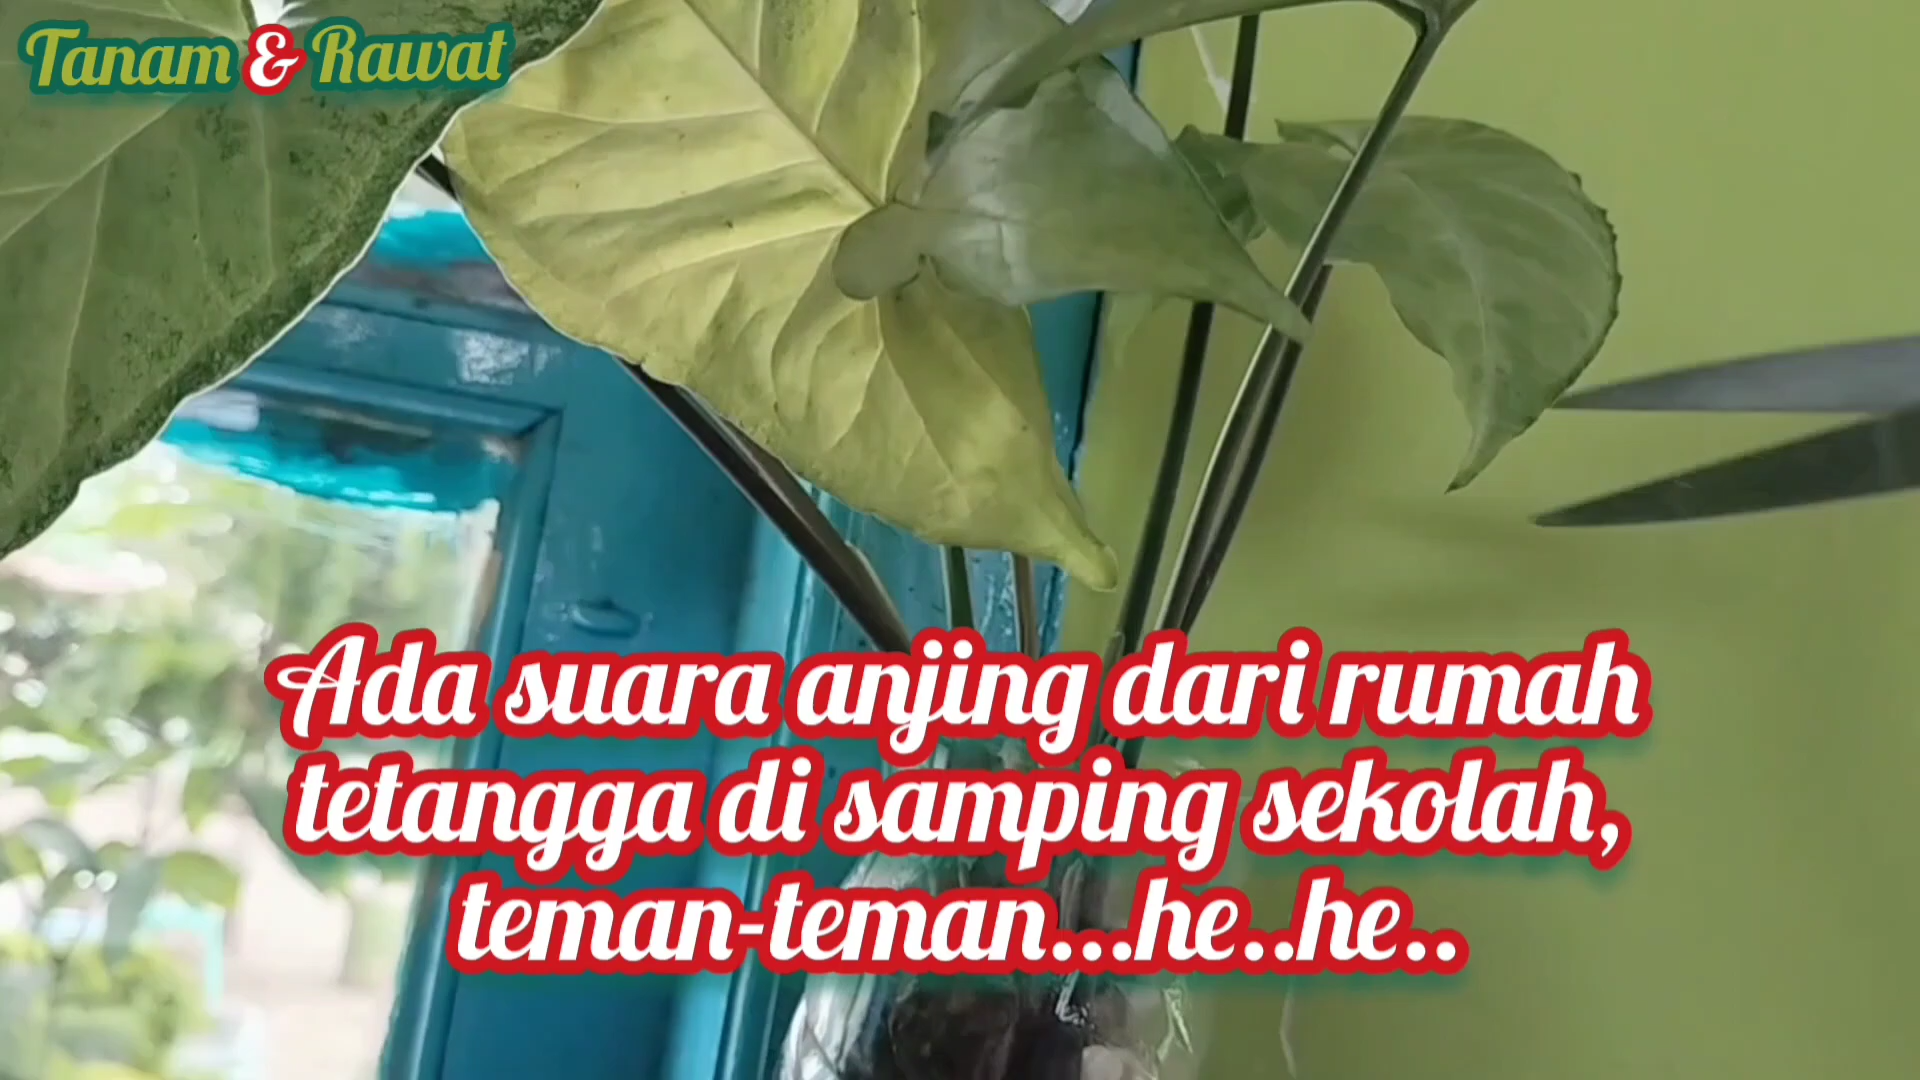 Tanam & Rawat
Ada suara anjing dari rumah
tetangga di samping sekolah,
teman-teman...he..he..